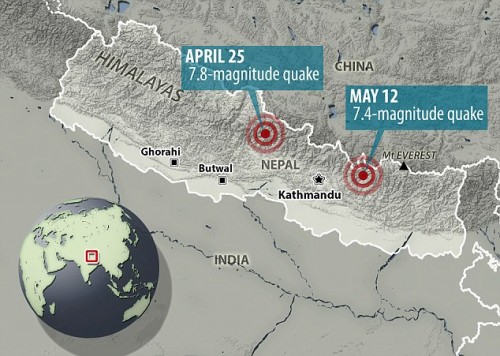 APRIL 25
7.8-magnitude quake
CHINA
HIMALAYAS
MAY 12
7.4-magnitude quake
Mt EVEREST
Ghorahi
NEPAL
Butwal
Kathmandu
INDIA